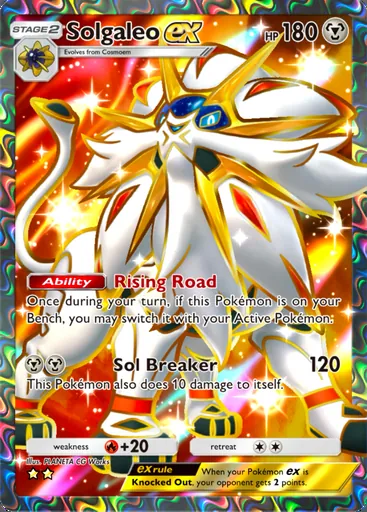 STAGE 2 Solgaleo ex HP 180
Evolves from Cosmoem
Ability Rising Road
Once during your turn, if this Pokémon is on your
Bench, you may switch it with your Active Pokémon.
Sol Breaker 120
This Pokémon also does 10 damage to itself.
weakness +20 retreat
Illus. PLANETA CG Works
ex rule When your Pokémon ex is
Knocked Out, your opponent gets 2 points.